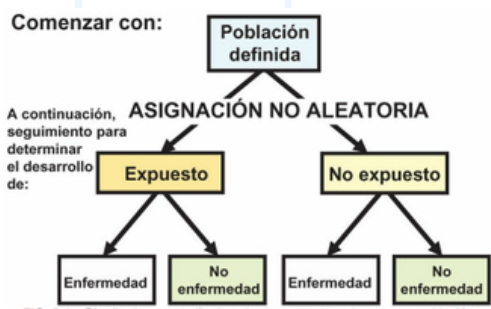 Comenzar con:
Población
definida
ASIGNACIÓN NO ALEATORIA
A continuación,
seguimiento para
determinar
el desarrollo
de:
Expuesto
No expuesto
Enfermedad
No
enfermedad
Enfermedad
No
enfermedad